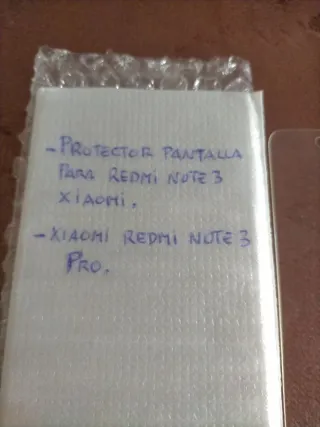 - PROTECTOR PANTALLA
PARA REDMI NOTE 3
XIAOMI.
- XIAOMI REDMI NOTE 3
PRO.